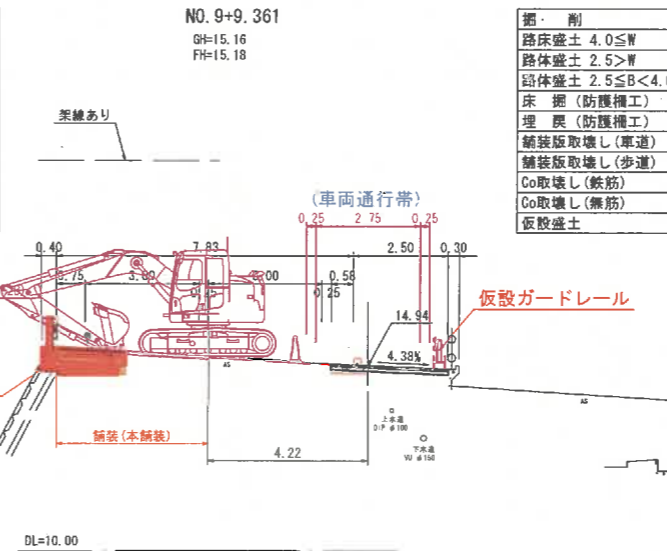 NO. 9+9. 361
GH=15. 16
FH=15. 18
掘・ 削
路床盛土 4.0≦W
路体盛土 2.5>W
路体盛土 2.5≦B<4.
床 掘 (防護柵工)
埋 戻 (防護柵工)
舗装版取壊し(車道)
舗装版取壊し(歩道)
Co取壊し(鉄筋)
Co取壊し(無筋)
仮設盛土
架線あり
(車両通行帯)
0.25 2 75 0.25
0.40 7.83 2.50 0.30
0.58
0.25
仮設ガードレール
14.94
4.38%
AS
AS
舗装(本舗装)
上水道
DIP φ100
下水道
VU φ150
4.22
DL=10.00